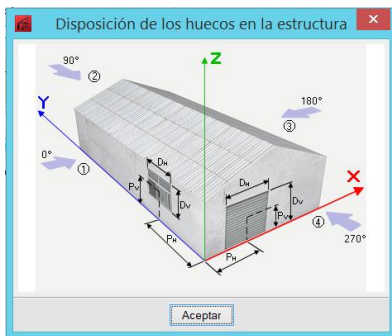 Disposición de los huecos en la estructura
90°
②
Z
Y
180°
③
0°
①
DH
PV
DV
DH
DV
PV
X
④
270°
PH
PH
Aceptar